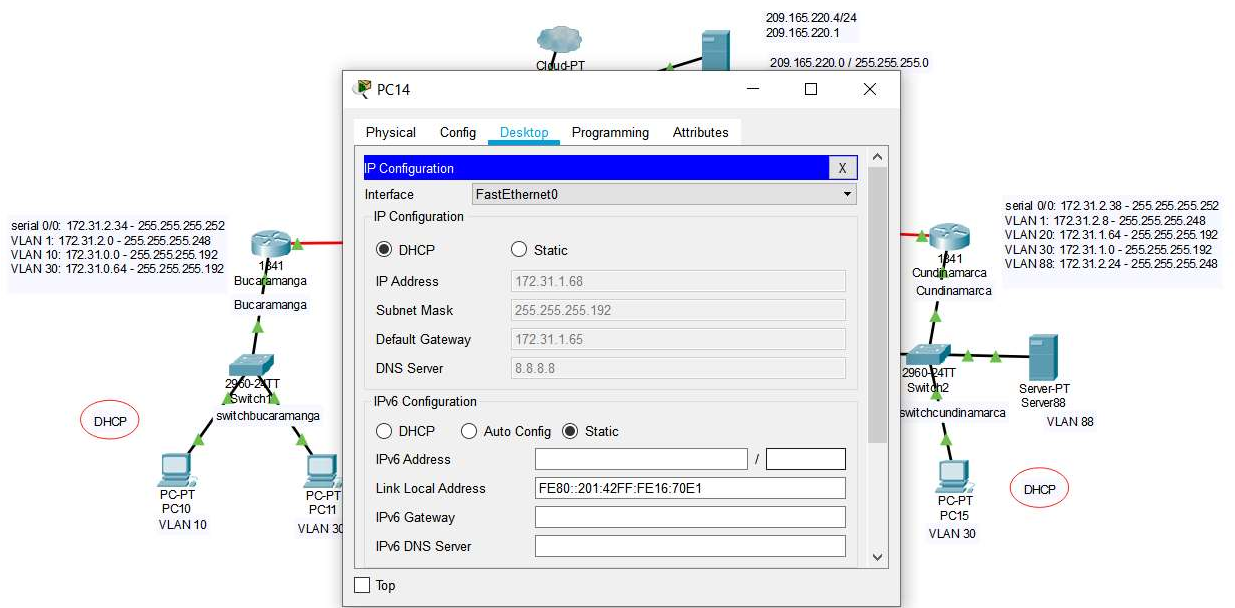 209.165.220.4/24
209.165.220.1
Cloud-PT
209.165.220.0 / 255.255.255.0
PC14
Physical Config Desktop Programming Attributes
IP Configuration X
Interface FastEthernet0
IP Configuration
DHCP Static
IP Address 172.31.1.68
Subnet Mask 255.255.255.192
Default Gateway 172.31.1.65
DNS Server 8.8.8.8
IPv6 Configuration
DHCP Auto Config Static
IPv6 Address /
Link Local Address FE80::201:42FF:FE16:70E1
IPv6 Gateway
IPv6 DNS Server
Top
serial 0/0: 172.31.2.34 - 255.255.255.252
VLAN 1: 172.31.2.0 - 255.255.255.248
VLAN 10: 172.31.0.0 - 255.255.255.192
VLAN 30: 172.31.0.64 - 255.255.255.192
1841
Bucaramanga
Bucaramanga
2960-24TT
Switch1
switchbucaramanga
DHCP
PC-PT
PC10
VLAN 10
PC-PT
PC11
VLAN 30
serial 0/0: 172.31.2.38 - 255.255.255.252
VLAN 1: 172.31.2.8 - 255.255.255.248
VLAN 20: 172.31.1.64 - 255.255.255.192
VLAN 30: 172.31.1.0 - 255.255.255.192
VLAN 88: 172.31.2.24 - 255.255.255.248
1841
Cundinamarca
Cundinamarca
2960-24TT
Switch2
switchcundinamarca
Server-PT
Server88
VLAN 88
PC-PT
PC15
VLAN 30
DHCP